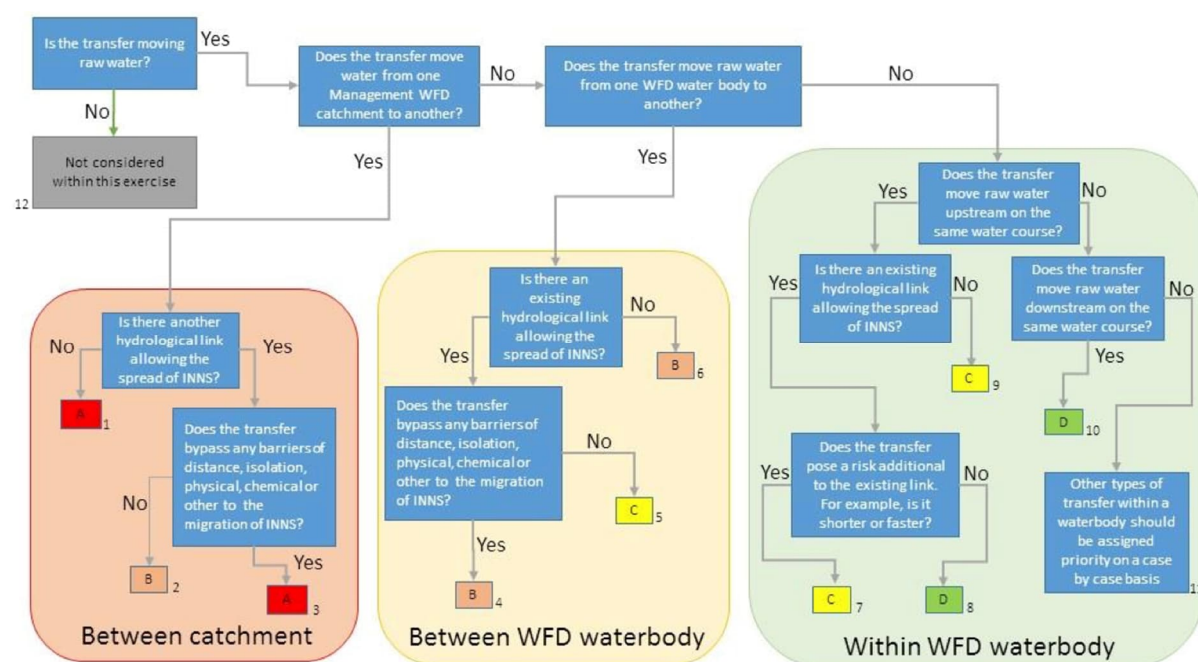 Is the transfer moving
raw water?
Yes
No
Not considered
within this exercise
12
Does the transfer move
water from one
Management WFD
catchment to another?
No
Yes
Does the transfer move raw water
from one WFD water body to
another?
No
Yes
Is there another
hydrological link
allowing the
spread of INNS?
No
Yes
A
1
Does the transfer
bypass any barriers of
distance, isolation,
physical, chemical or
other to the
migration of INNS?
No
Yes
B
2
A
3
Between catchment
Is there an
existing
hydrological link
allowing the
spread of INNS?
Yes
No
B
6
Does the transfer
bypass any barriers
of distance, isolation,
physical, chemical or
other to the migration
of INNS?
No
Yes
C
5
B
4
Between WFD waterbody
Does the transfer
move raw water
upstream on the
same water course?
Yes
No
Is there an existing
hydrological link
allowing the spread
of INNS?
Yes
No
C
9
Does the transfer
move raw water
downstream on the
same water course?
No
Yes
D
10
Does the transfer
pose a risk additional
to the existing link.
For example, is it
shorter or faster?
Yes
No
C
7
D
8
Other types of
transfer within a
waterbody should
be assigned
priority on a case
by case basis
Within WFD waterbody